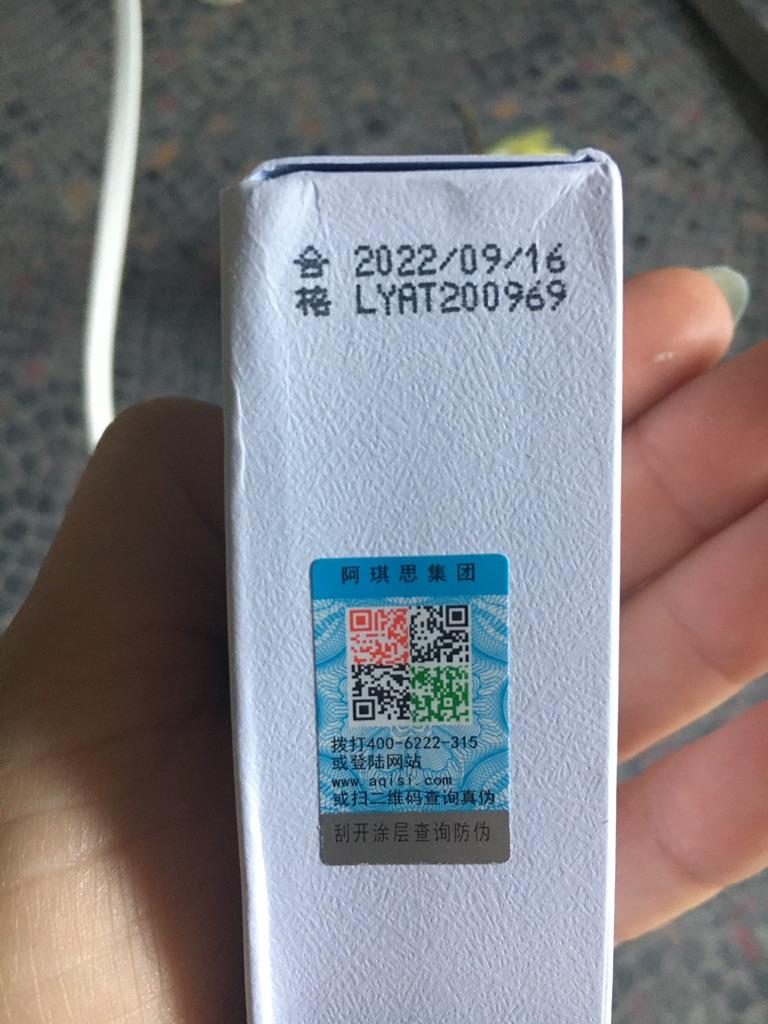 合 2022/09/16
格 LYAT200969
阿琪思集团
拨打400-6222-315
或登陆网站
www.aqisi.com
或扫二维码查询真伪
刮开涂层查询防伪